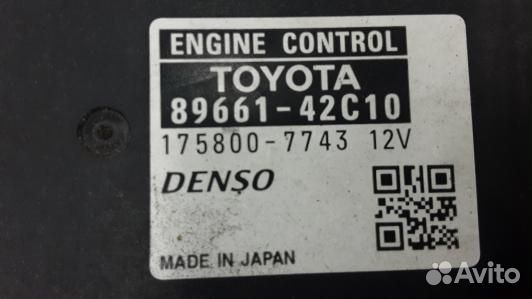 ENGINE CONTROL
TOYOTA
89661-42C10
175800-7743 12V
DENSO
MADE IN JAPAN
Avito